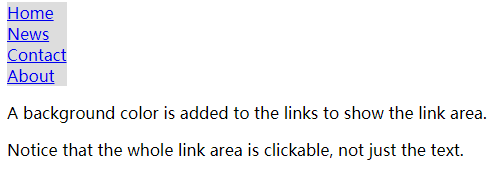 Home
News
Contact
About
A background color is added to the links to show the link area.
Notice that the whole link area is clickable, not just the text.